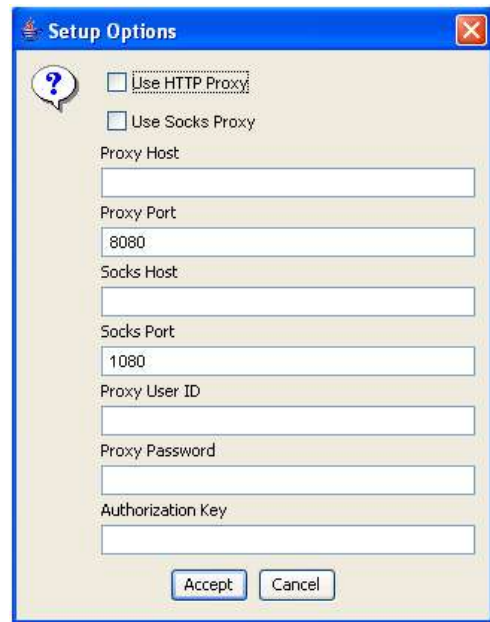 Setup Options
Use HTTP Proxy
Use Socks Proxy
Proxy Host
Proxy Port
8080
Socks Host
Socks Port
1080
Proxy User ID
Proxy Password
Authorization Key
Accept Cancel